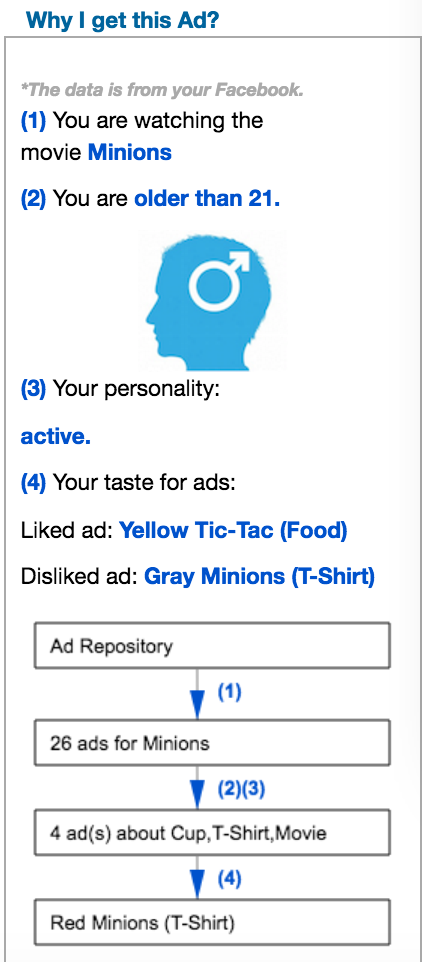 Why I get this Ad?
*The data is from your Facebook.
(1) You are watching the
movie Minions
(2) You are older than 21.
(3) Your personality:
active.
(4) Your taste for ads:
Liked ad: Yellow Tic-Tac (Food)
Disliked ad: Gray Minions (T-Shirt)
Ad Repository
(1)
26 ads for Minions
(2)(3)
4 ad(s) about Cup,T-Shirt,Movie
(4)
Red Minions (T-Shirt)